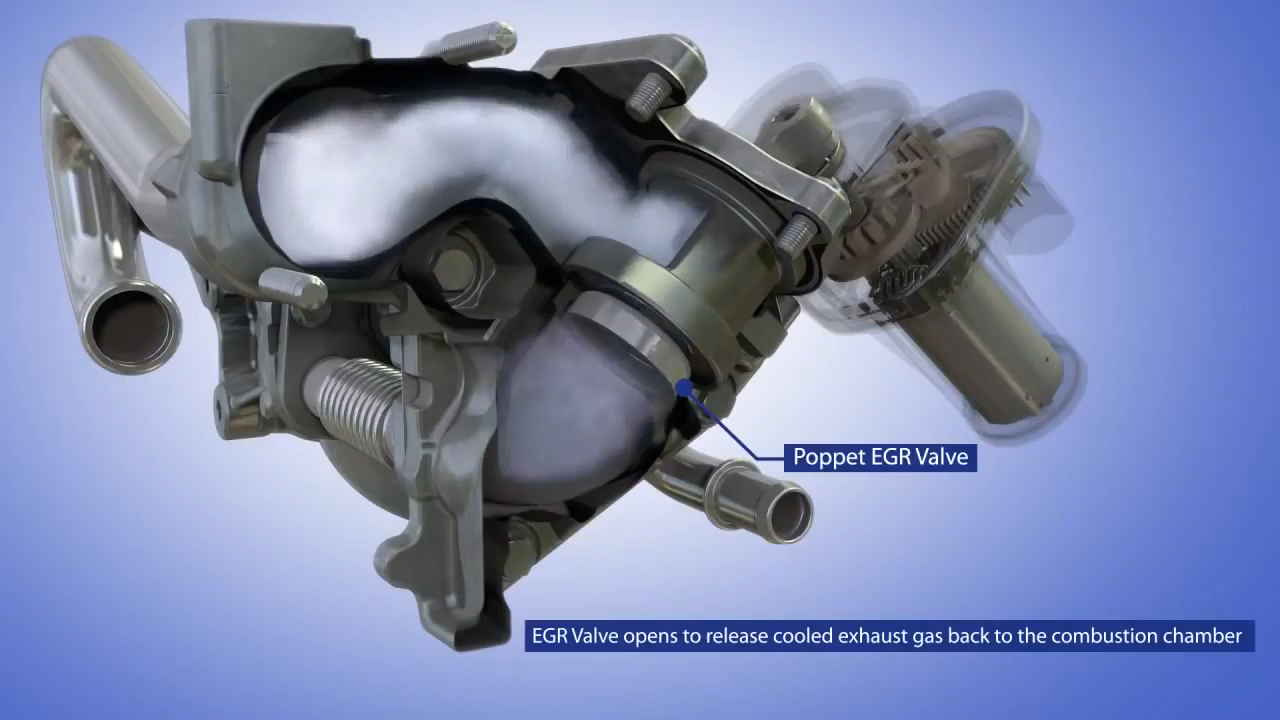 Poppet EGR Valve
EGR Valve opens to release cooled exhaust gas back to the combustion chamber